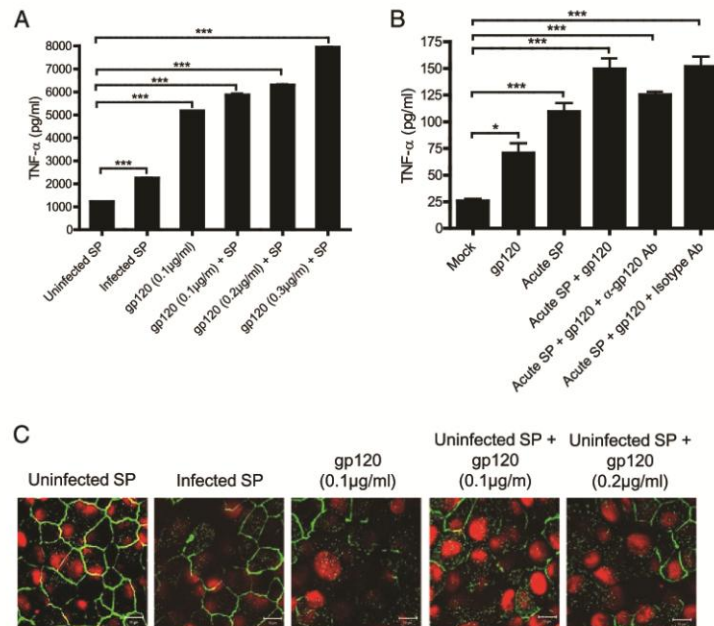 A
TNF-α (pg/ml)
8000
7000
6000
5000
4000
3000
2000
1000
0
***
***
***
***
***
Uninfected SP
Infected SP
gp120 (0.1µg/ml)
gp120 (0.1µg/m) + SP
gp120 (0.2µg/ml) + SP
gp120 (0.3µg/m) + SP
B
TNF-α (pg/ml)
175
150
125
100
75
50
25
0
***
***
***
***
*
Mock
gp120
Acute SP
Acute SP + gp120
Acute SP + gp120 + α-gp120 Ab
Acute SP + gp120 + Isotype Ab
C
Uninfected SP
Infected SP
gp120
(0.1µg/ml)
Uninfected SP +
gp120
(0.1µg/m)
Uninfected SP +
gp120
(0.2µg/ml)